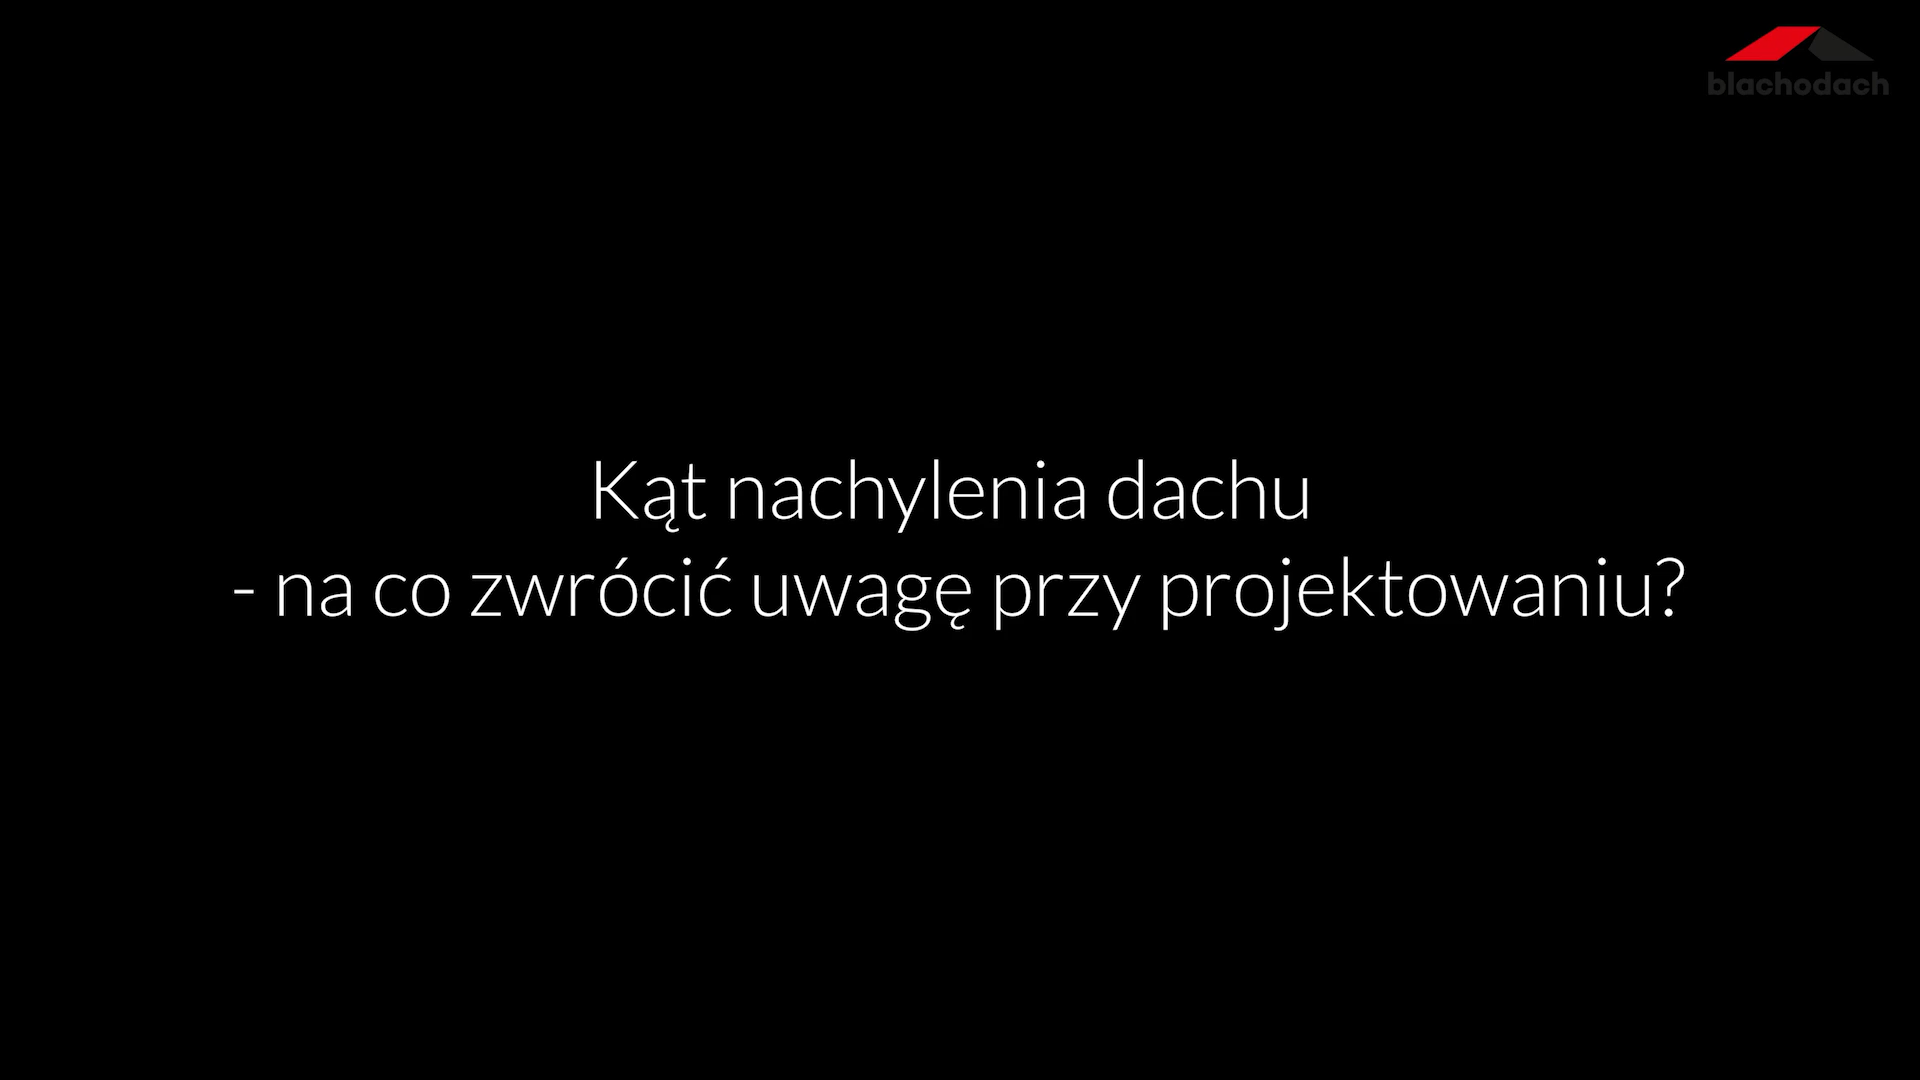 blachodach
Kąt nachylenia dachu
- na co zwrócić uwagę przy projektowaniu?